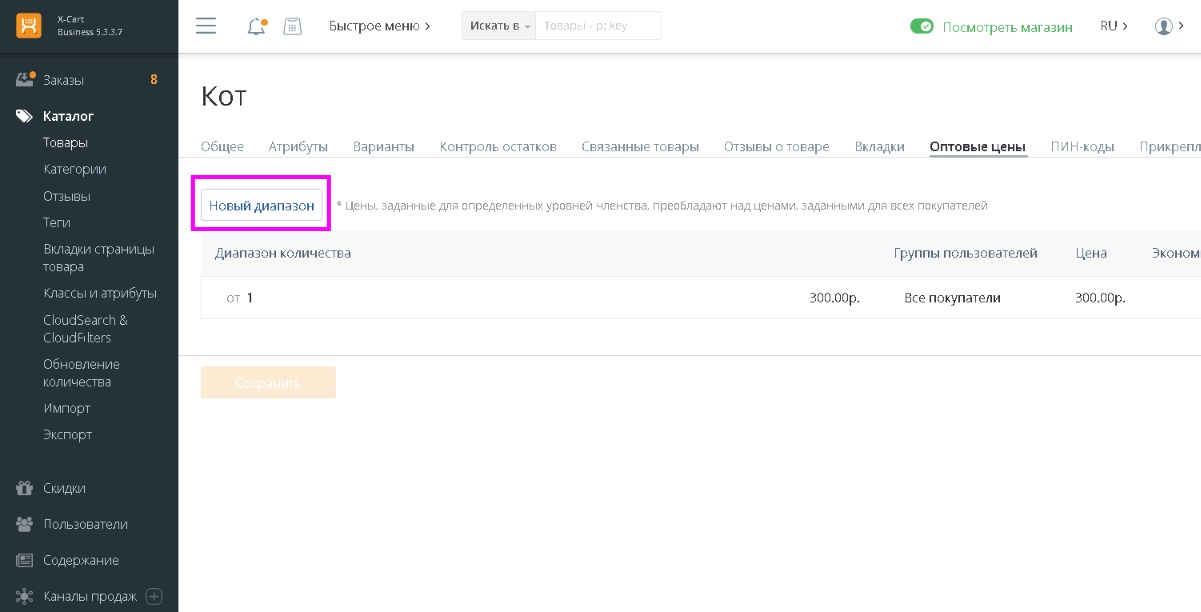 X-Cart
Business 5.3.3.7
Быстрое меню
Искать в
Товары - p: key
Посмотреть магазин
RU
Заказы 8
Каталог
Товары
Категории
Отзывы
Теги
Вкладки страницы
товара
Классы и атрибуты
CloudSearch &
CloudFilters
Обновление
количества
Импорт
Экспорт
Скидки
Пользователи
Содержание
Каналы продаж
Кот
Общее Атрибуты Варианты Контроль остатков Связанные товары Отзывы о товаре Вкладки Оптовые цены ПИН-коды Прикрепл
Новый диапазон * Цены, заданные для определенных уровней членства, преобладают над ценами, заданными для всех покупателей
Диапазон количества Группы пользователей Цена Эконом
от 1 300.00р. Все покупатели 300.00р.
Сохранить